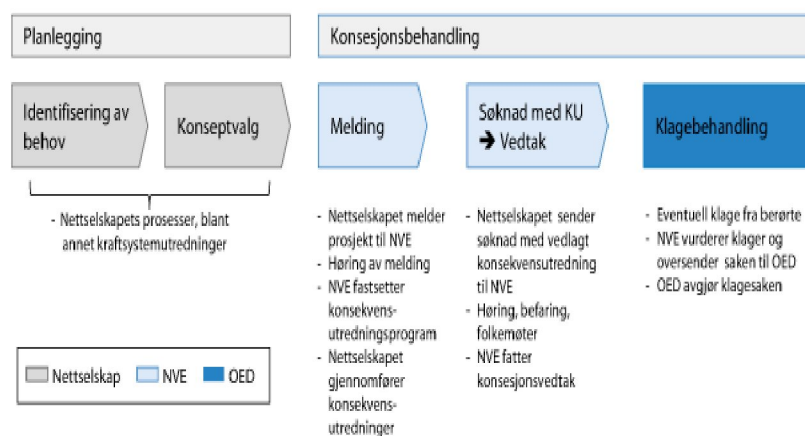 Planlegging
Konsesjonsbehandling
Identifisering av
behov
Konseptvalg
Melding
Søknad med KU
➔ Vedtak
Klagebehandling
- Nettselskapets prosesser, blant
annet kraftsystemutredninger
- Nettselskapet melder
prosjekt til NVE
- Høring av melding
- NVE fastsetter
konsekvens-
utredningsprogram
- Nettselskapet
gjennomfører
konsekvens-
utredninger
- Nettselskapet sender
søknad med vedlagt
konsekvensutredning
til NVE
- Høring, befaring,
folkemøter
- NVE fatter
konsesjonsvedtak
- Eventuell klage fra berørte
- NVE vurderer klager og
oversender saken til OED
- OED avgjør klagesaken
Nettselskap NVE OED